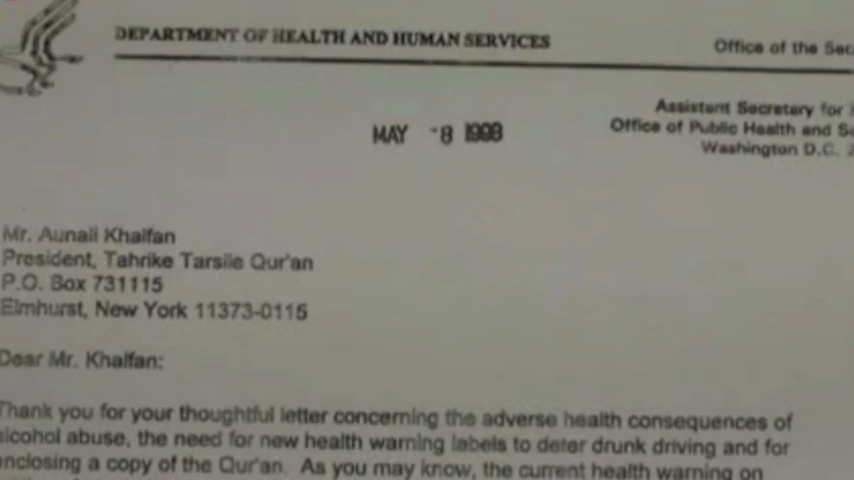 DEPARTMENT OF HEALTH AND HUMAN SERVICES
Office of the
Assistant Secretary for
Office of Public Health and
Washington D.C.
MAY 8 1998
Mr. Aunali Khalfan
President, Tahrike Tarsile Qur'an
P.O. Box 731115
Elmhurst, New York 11373-0115
Dear Mr. Khalfan:
Thank you for your thoughtful letter concerning the adverse health consequences of
alcohol abuse, the need for new health warning labels to deter drunk driving and for
enclosing a copy of the Qur'an. As you may know, the current health warning on